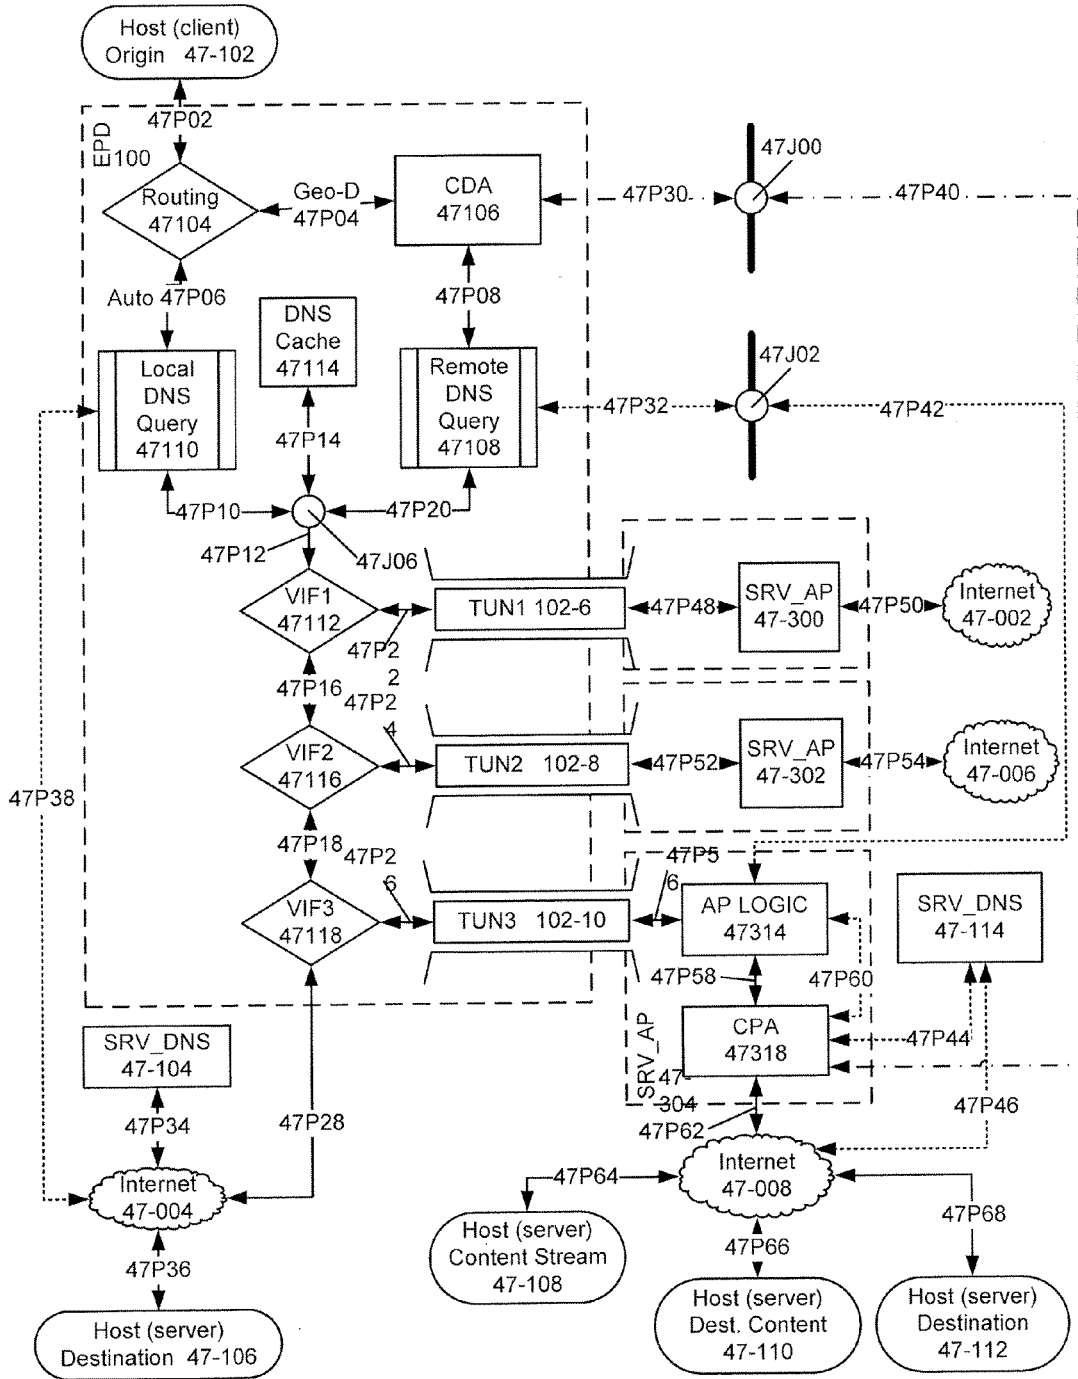 Host (client)
Origin 47-102
47P02
EPD
100
Routing
47104
Geo-D
47P04
CDA
47106
47P30
47J00
47P40
Auto 47P06
47P08
DNS
Cache
47114
Local
DNS
Query
47110
Remote
DNS
Query
47108
47P32
47J02
47P42
47P14
47P10
47P20
47P12
47J06
VIF1
47112
47P2
2
TUN1 102-6
47P48
SRV_AP
47-300
47P50
Internet
47-002
47P16
47P2
4
VIF2
47116
TUN2 102-8
47P52
SRV_AP
47-302
47P54
Internet
47-006
47P38
47P18
47P2
6
VIF3
47118
TUN3 102-10
47P5
6
AP LOGIC
47314
SRV_DNS
47-114
47P58
47P60
CPA
47318
47P44
SRV_AP
47-
304
47P46
SRV_DNS
47-104
47P34
47P28
47P62
Internet
47-004
47P64
Internet
47-008
47P68
47P36
Host (server)
Content Stream
47-108
47P66
Host (server)
Destination 47-106
Host (server)
Dest. Content
47-110
Host (server)
Destination
47-112